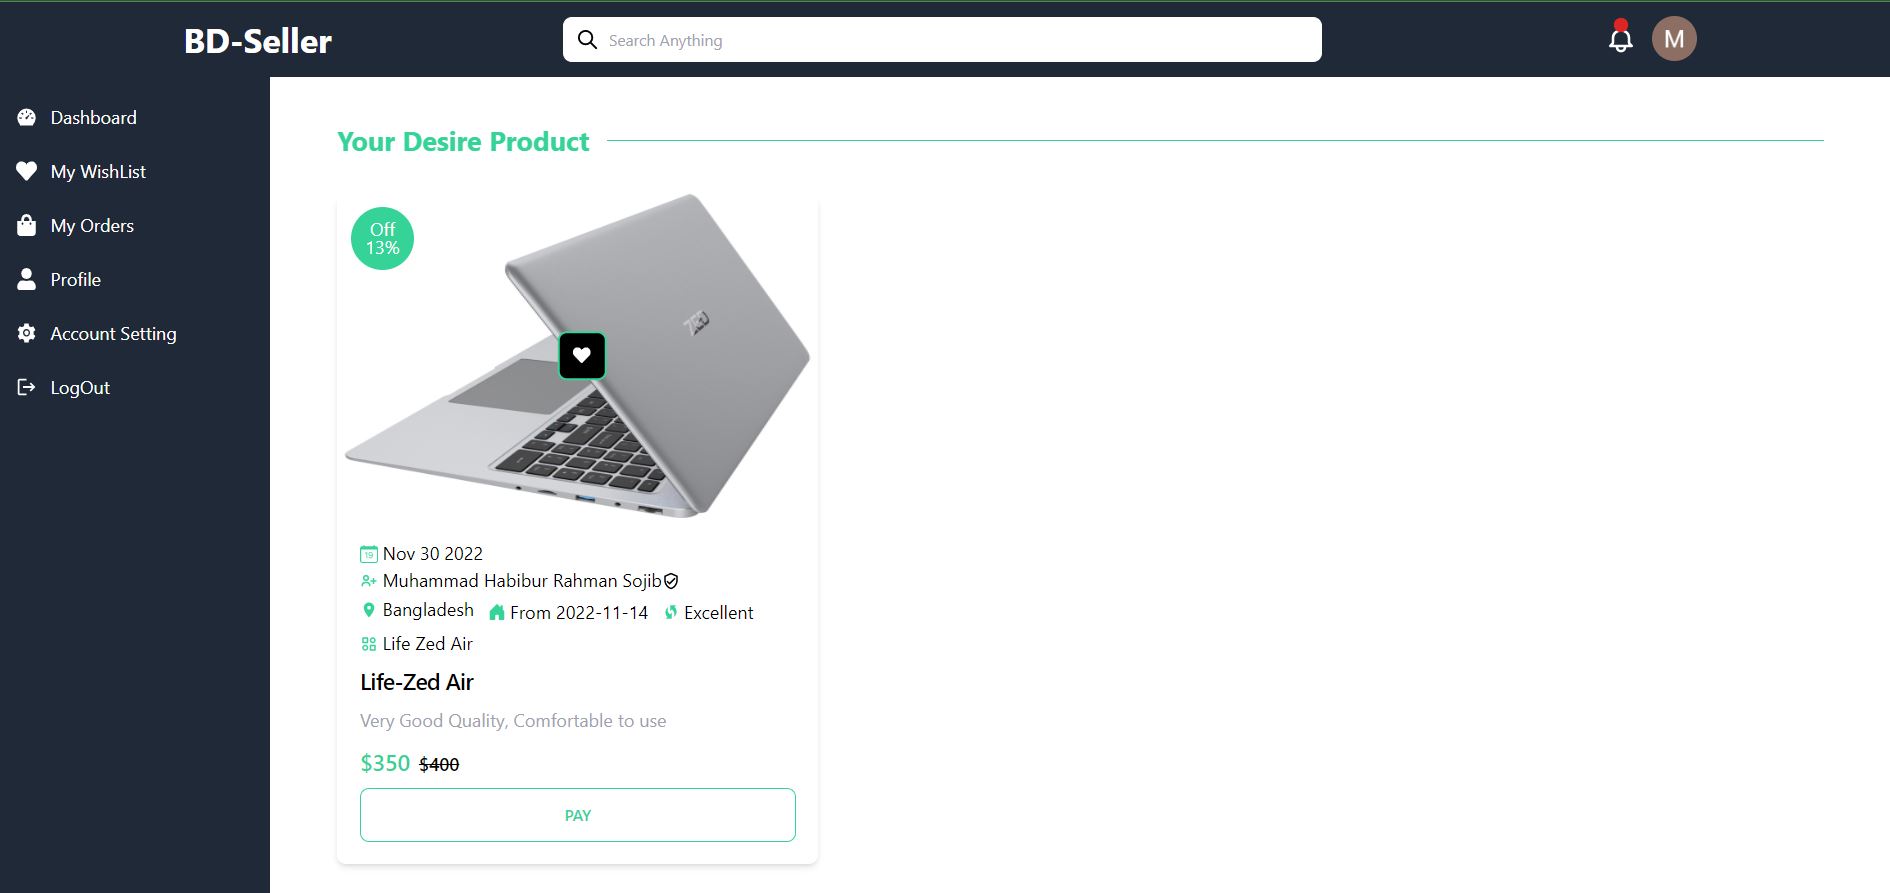 BD-Seller
Search Anything
M
Dashboard
My WishList
My Orders
Profile
Account Setting
LogOut
Your Desire Product
Off
13%
ZED
19
Nov 30 2022
Muhammad Habibur Rahman Sojib
Bangladesh From 2022-11-14 Excellent
Life Zed Air
Life-Zed Air
Very Good Quality, Comfortable to use
$350 $400
PAY